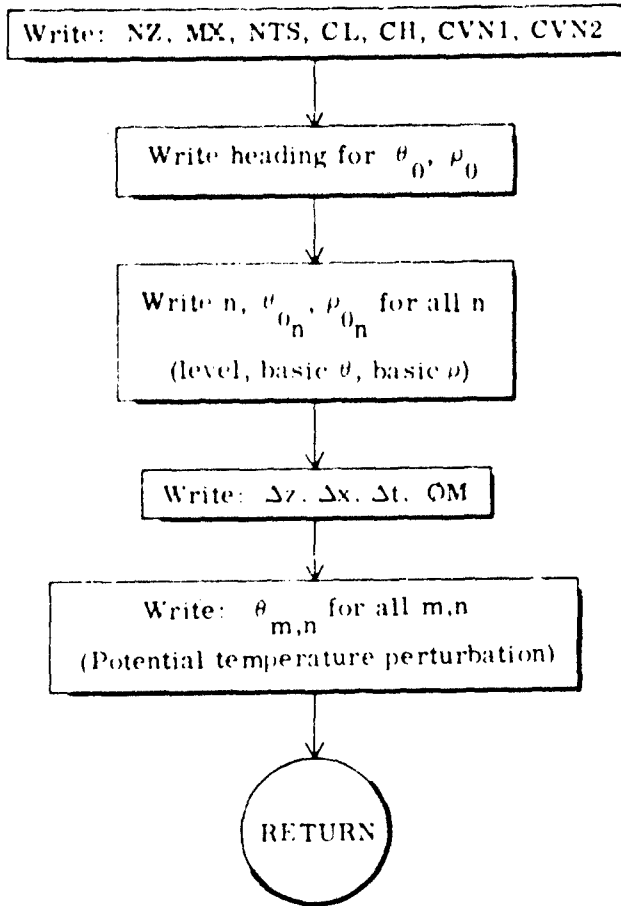 Write: NZ, MX, NTS, CL, CH, CVN1, CVN2
Write heading for θ₀, ρ₀
Write n, θ₀ₙ, ρ₀ₙ for all n
(level, basic θ, basic ρ)
Write: Δz, Δx, Δt, OM
Write: θm,n for all m,n
(Potential temperature perturbation)
RETURN